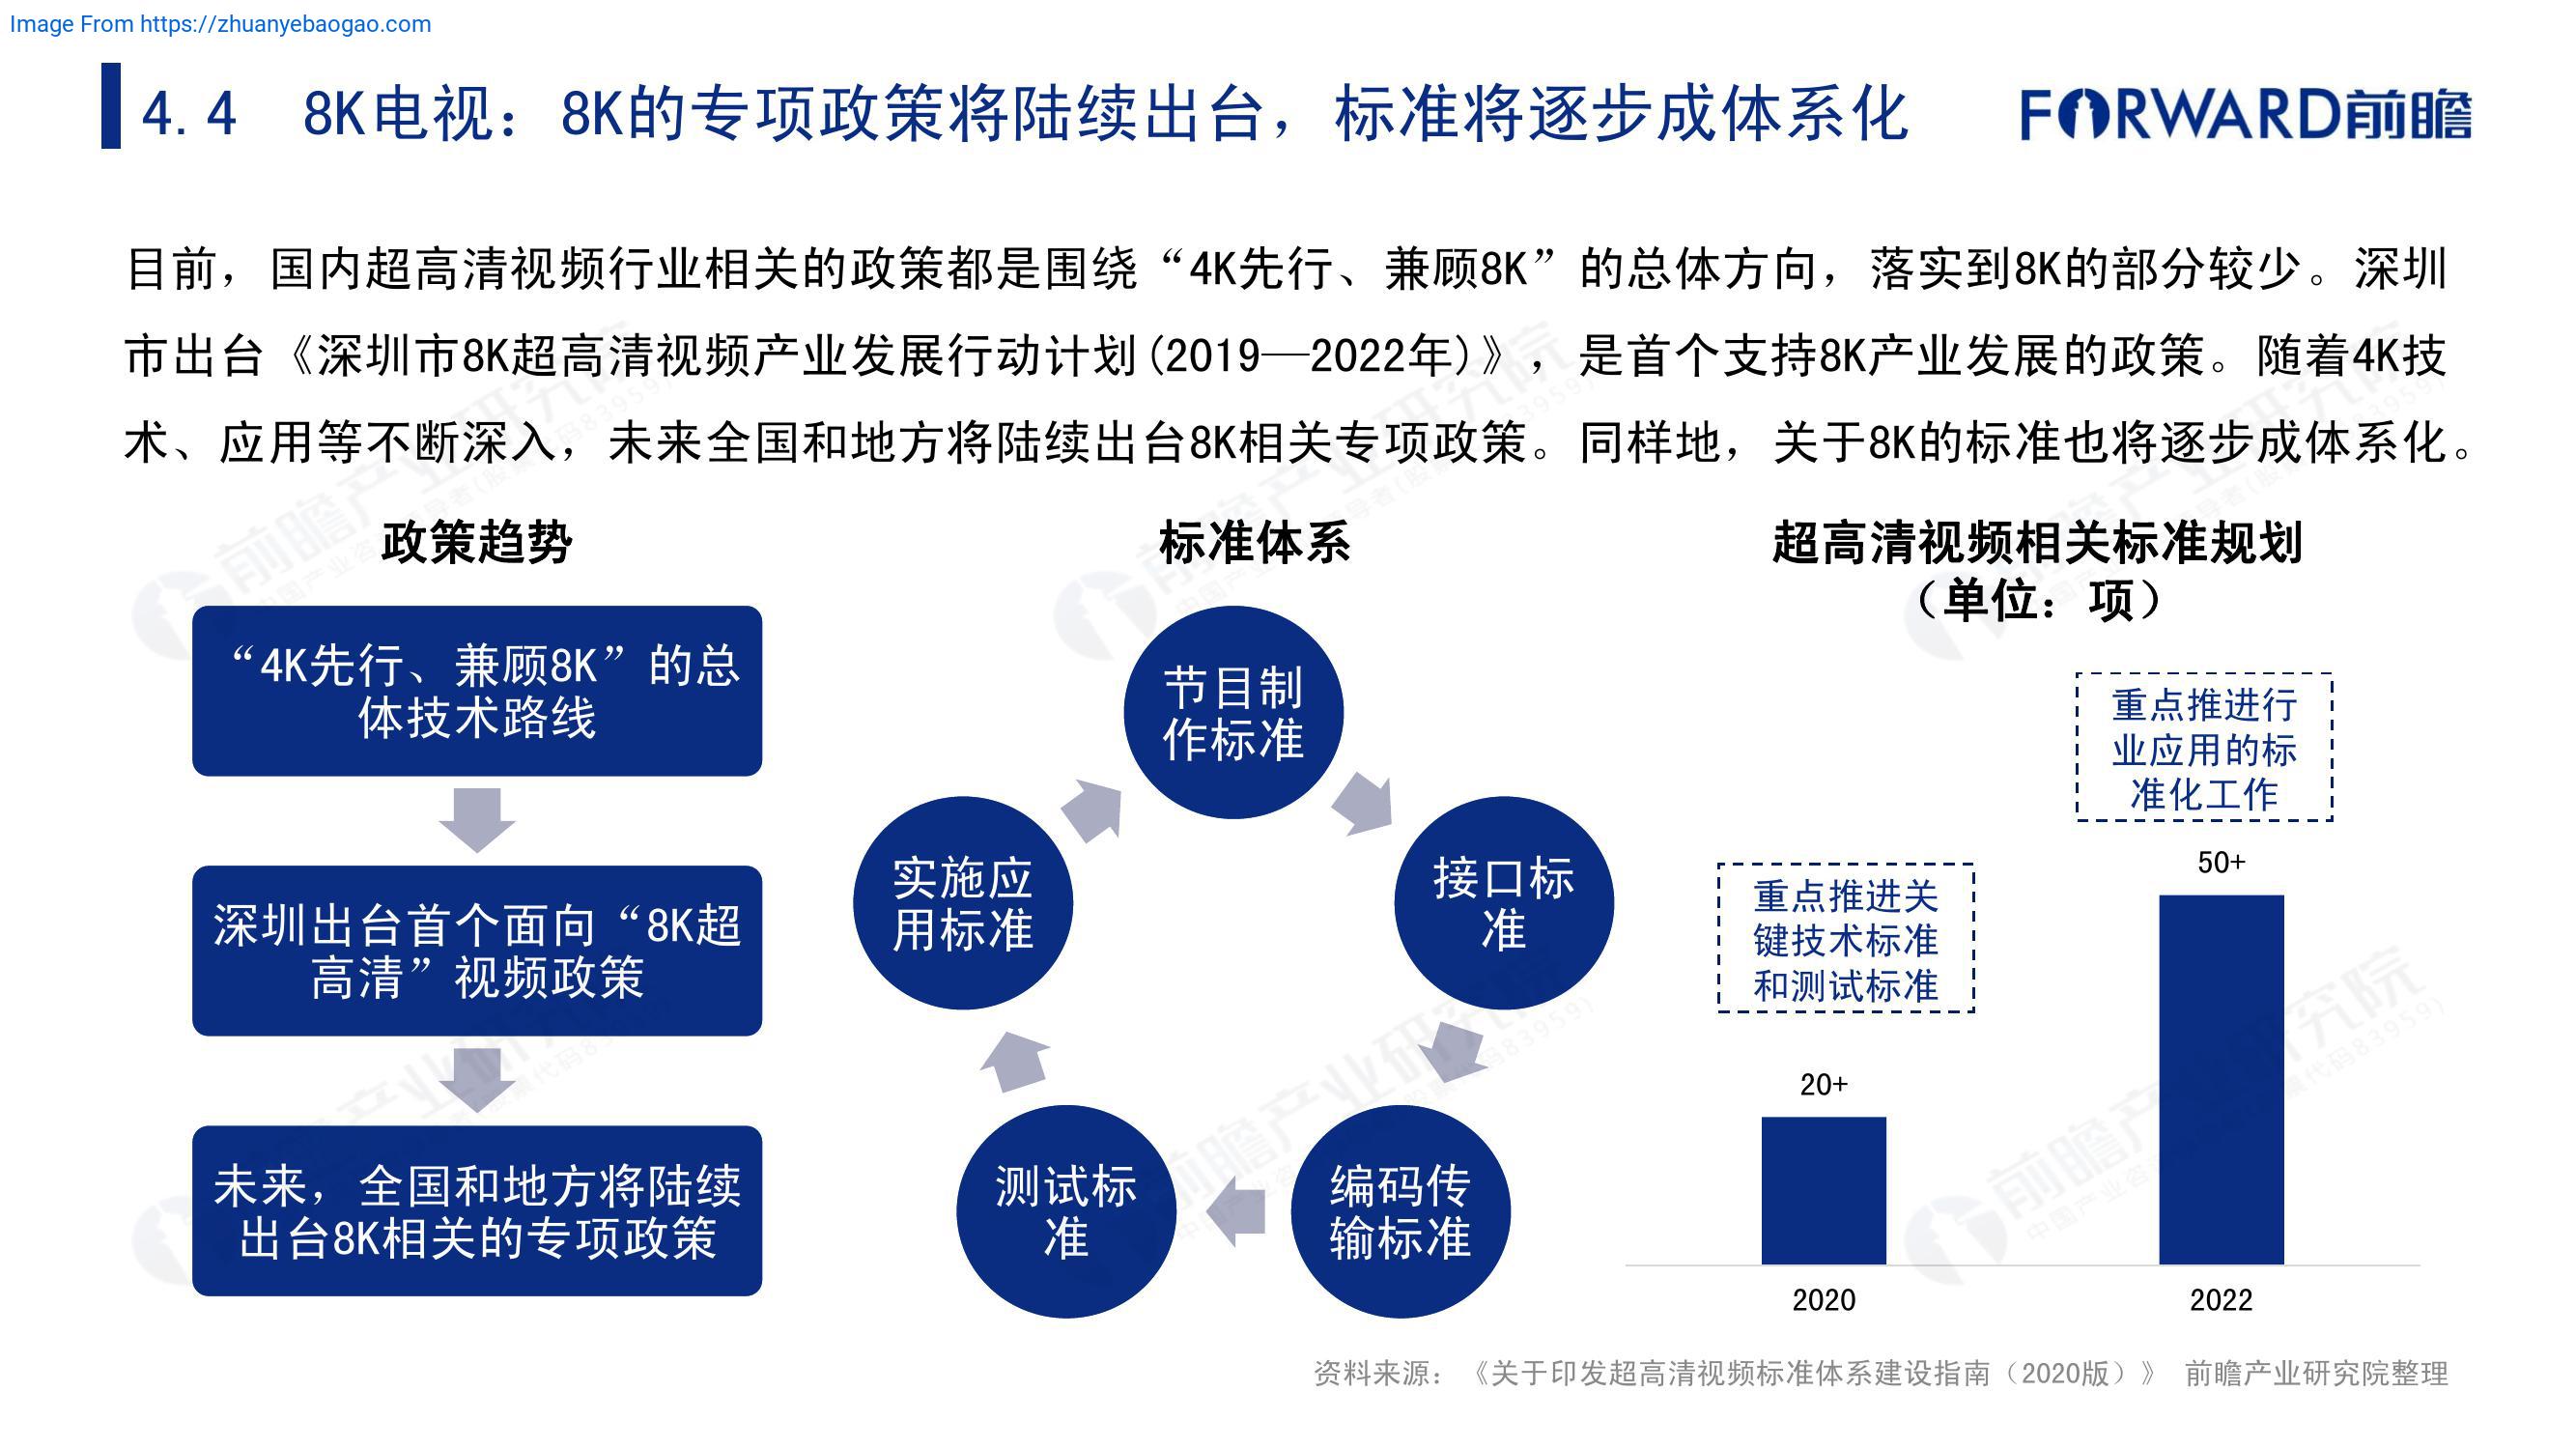 Image From https://zhuanyebaogao.com
4.4 8K电视：8K的专项政策将陆续出台，标准将逐步成体系化
FORWARD前瞻
目前，国内超高清视频行业相关的政策都是围绕“4K先行、兼顾8K”的总体方向，落实到8K的部分较少。深圳
市出台《深圳市8K超高清视频产业发展行动计划(2019—2022年)》，是首个支持8K产业发展的政策。随着4K技
术、应用等不断深入，未来全国和地方将陆续出台8K相关专项政策。同样地，关于8K的标准也将逐步成体系化。
政策趋势
“4K先行、兼顾8K”的总
体技术路线
深圳出台首个面向“8K超
高清”视频政策
未来，全国和地方将陆续
出台8K相关的专项政策
标准体系
节目制
作标准
接口标
准
编码传
输标准
测试标
准
实施应
用标准
超高清视频相关标准规划
（单位：项）
重点推进关
键技术标准
和测试标准
重点推进行
业应用的标
准化工作
20+
50+
2020
2022
资料来源：《关于印发超高清视频标准体系建设指南（2020版）》 前瞻产业研究院整理
前瞻产业研究院